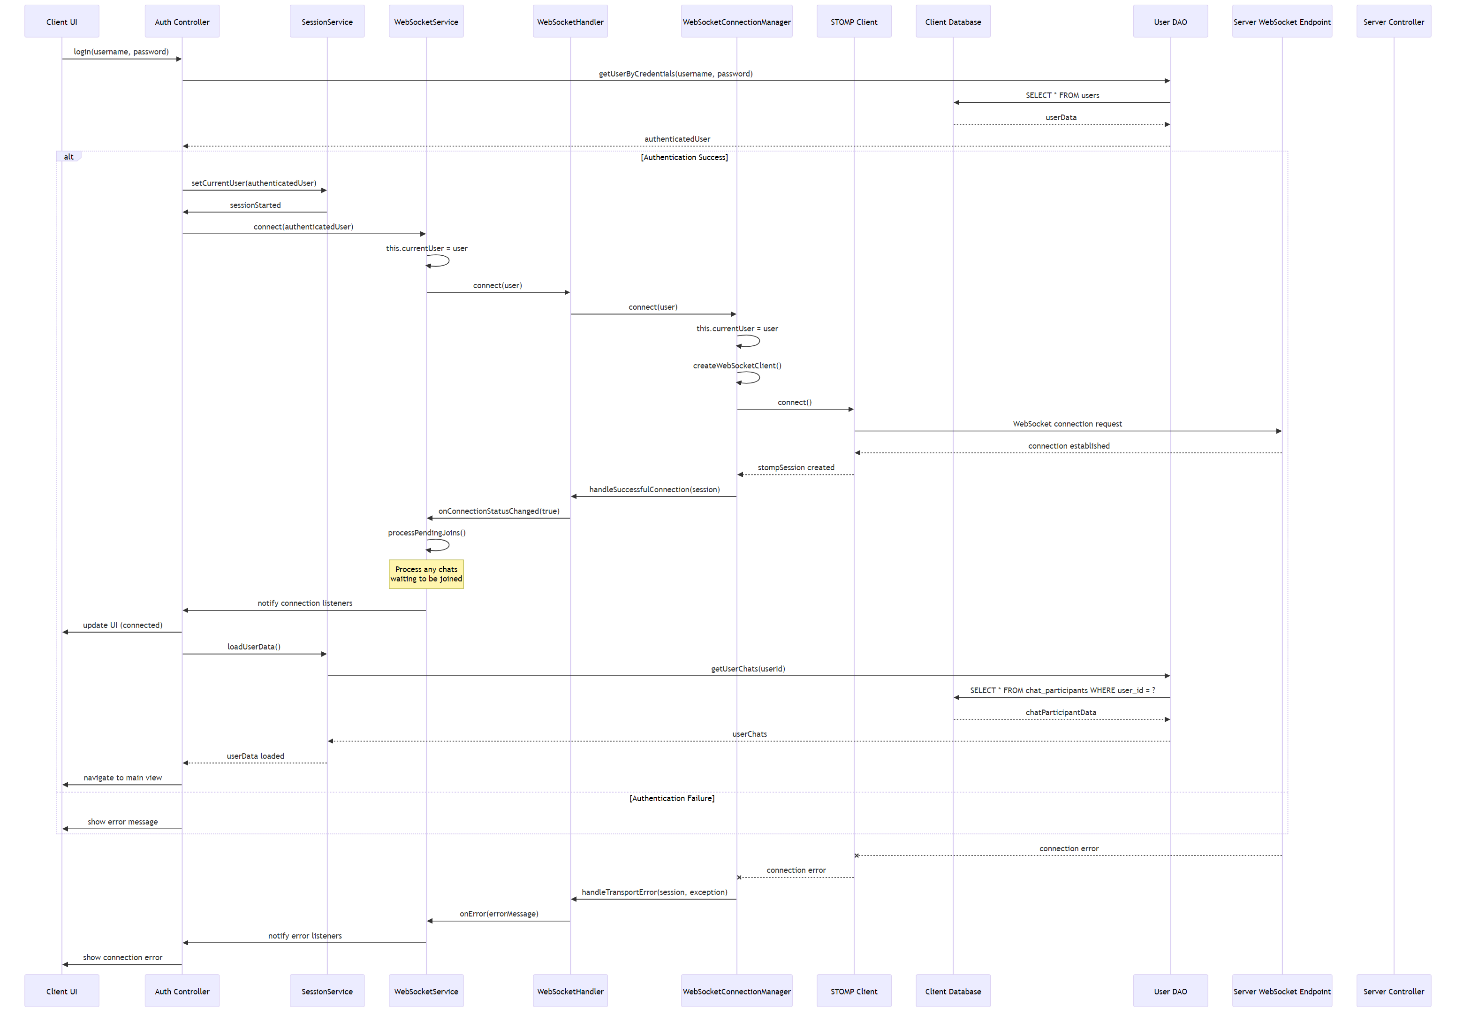 Client UI
Auth Controller
SessionService
WebSocketService
WebSocketHandler
WebSocketConnectionManager
STOMP Client
Client Database
User DAO
Server WebSocket Endpoint
Server Controller
login(username, password)
getUserByCredentials(username, password)
SELECT * FROM users
userData
authenticatedUser
alt
[Authentication Success]
setCurrentUser(authenticatedUser)
sessionStarted
connect(authenticatedUser)
this.currentUser = user
connect(user)
connect(user)
this.currentUser = user
createWebSocketClient()
connect()
WebSocket connection request
connection established
stompSession created
handleSuccessfulConnection(session)
onConnectionStatusChanged(true)
processPendingJoins()
Process any chats
waiting to be joined
notify connection listeners
update UI (connected)
loadUserData()
getUserChats(userId)
SELECT * FROM chat_participants WHERE user_id = ?
chatParticipantData
userChats
userData loaded
navigate to main view
[Authentication Failure]
show error message
connection error
connection error
handleTransportError(session, exception)
onError(errorMessage)
notify error listeners
show connection error
Client UI
Auth Controller
SessionService
WebSocketService
WebSocketHandler
WebSocketConnectionManager
STOMP Client
Client Database
User DAO
Server WebSocket Endpoint
Server Controller